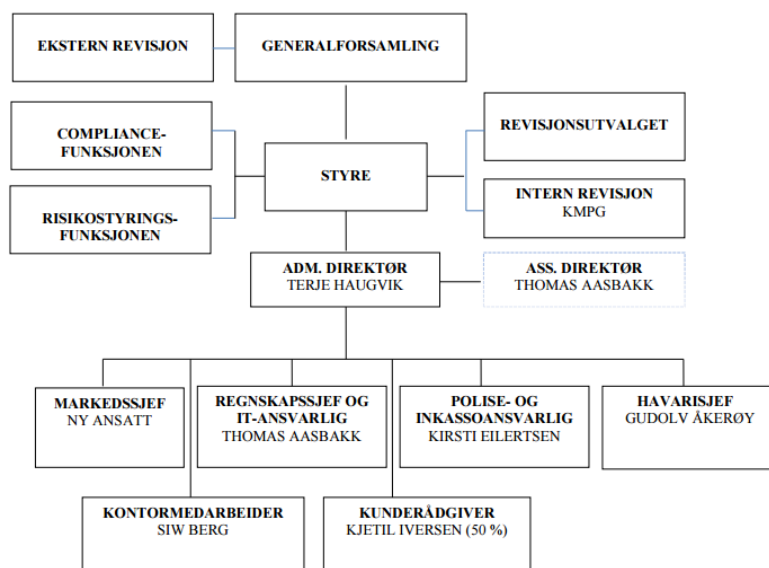 EKSTERN REVISJON
GENERALFORSAMLING
COMPLIANCE-
FUNKSJONEN
REVISJONSUTVALGET
STYRE
RISIKOSTYRINGS-
FUNKSJONEN
INTERN REVISJON
KMPG
ADM. DIREKTØR
TERJE HAUGVIK
ASS. DIREKTØR
THOMAS AASBAKK
MARKEDSSJEF
NY ANSATT
REGNSKAPSSJEF OG
IT-ANSVARLIG
THOMAS AASBAKK
POLISE- OG
INKASSOANSVARLIG
KIRSTI EILERTSEN
HAVARISJEF
GUDOLV ÅKERØY
KONTORMEDARBEIDER
SIW BERG
KUNDERÅDGIVER
KJETIL IVERSEN (50 %)